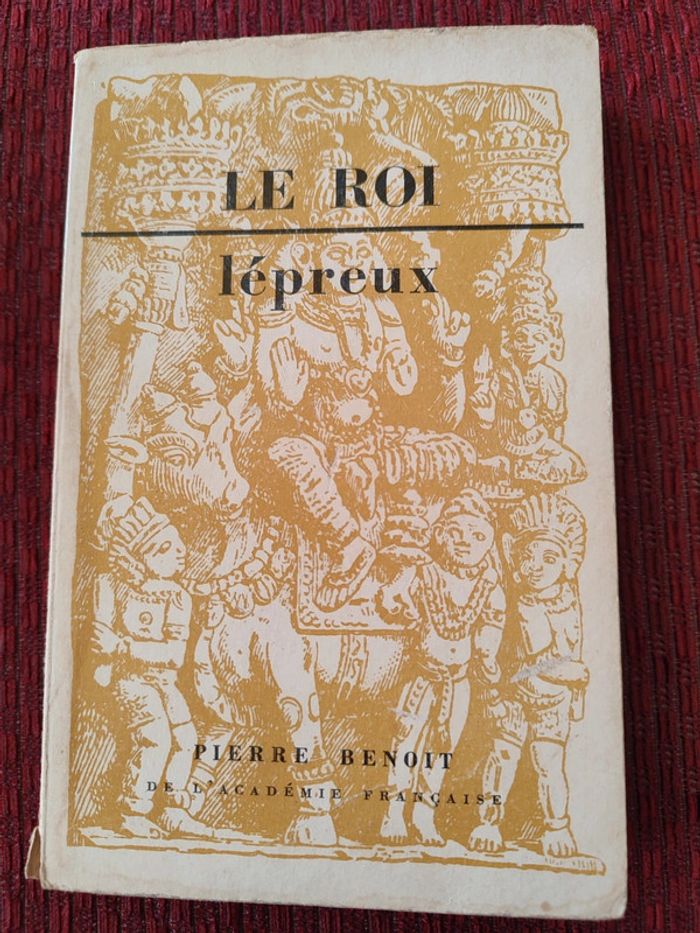 LE ROI
lépreux
PIERRE BENOIT
DE L'ACADÉMIE FRANÇAISE